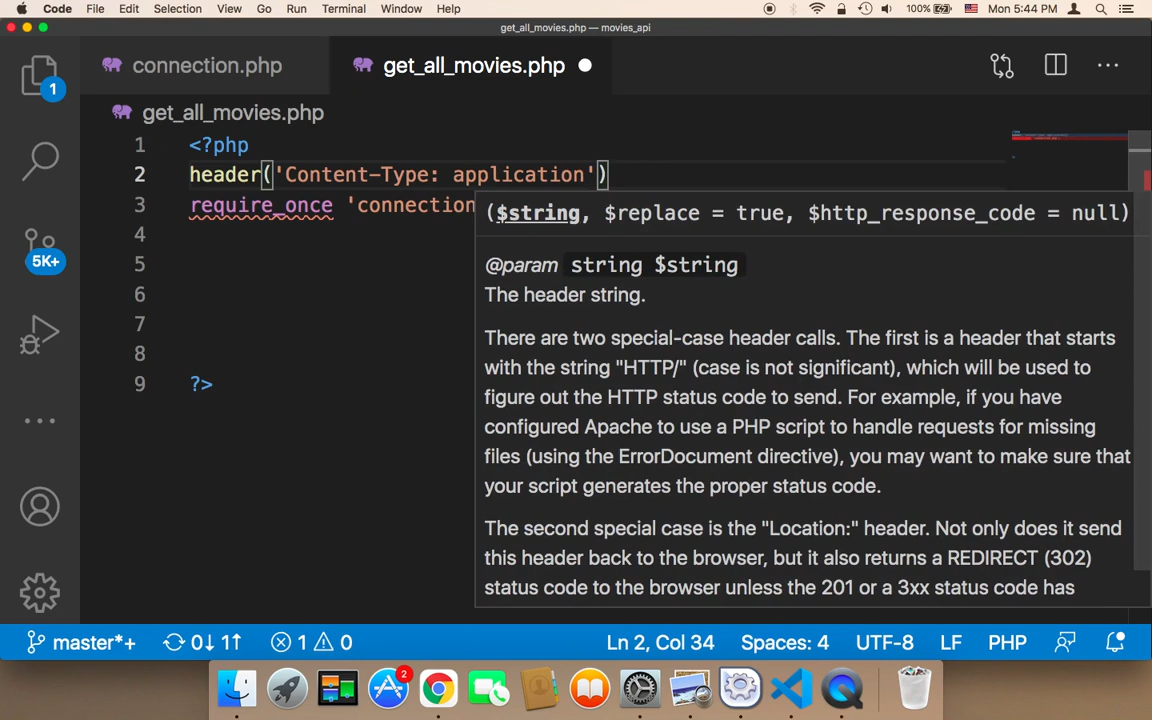 Code File Edit Selection View Go Run Terminal Window Help 100% Mon 5:44 PM
get_all_movies.php — movies_api
connection.php get_all_movies.php
1
get_all_movies.php
1 <?php
2 header('Content-Type: application')
3 require_once 'connection
4
5
6
7
8
9 ?>
5K+
($string, $replace = true, $http_response_code = null)
@param string $string
The header string.
There are two special-case header calls. The first is a header that starts
with the string "HTTP/" (case is not significant), which will be used to
figure out the HTTP status code to send. For example, if you have
configured Apache to use a PHP script to handle requests for missing
files (using the ErrorDocument directive), you may want to make sure that
your script generates the proper status code.
The second special case is the "Location:" header. Not only does it send
this header back to the browser, but it also returns a REDIRECT (302)
status code to the browser unless the 201 or a 3xx status code has
master*+ 0↓ 1↑ 1 0 Ln 2, Col 34 Spaces: 4 UTF-8 LF PHP
2